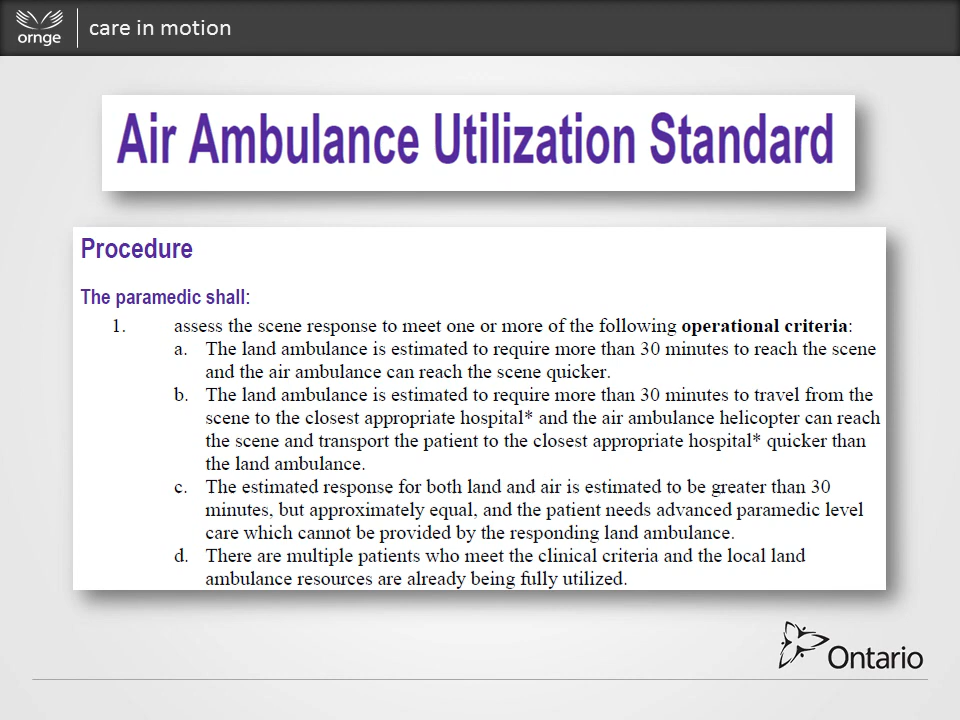 ornge
care in motion
Air Ambulance Utilization Standard
Procedure
The paramedic shall:
1. assess the scene response to meet one or more of the following operational criteria:
a. The land ambulance is estimated to require more than 30 minutes to reach the scene
and the air ambulance can reach the scene quicker.
b. The land ambulance is estimated to require more than 30 minutes to travel from the
scene to the closest appropriate hospital* and the air ambulance helicopter can reach
the scene and transport the patient to the closest appropriate hospital* quicker than
the land ambulance.
c. The estimated response for both land and air is estimated to be greater than 30
minutes, but approximately equal, and the patient needs advanced paramedic level
care which cannot be provided by the responding land ambulance.
d. There are multiple patients who meet the clinical criteria and the local land
ambulance resources are already being fully utilized.
Ontario